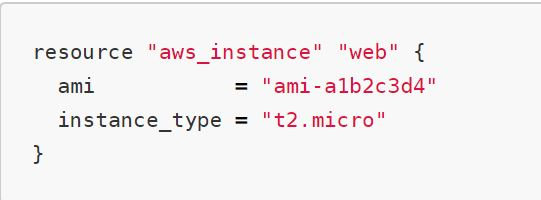 resource "aws_instance" "web" {
  ami           = "ami-a1b2c3d4"
  instance_type = "t2.micro"
}